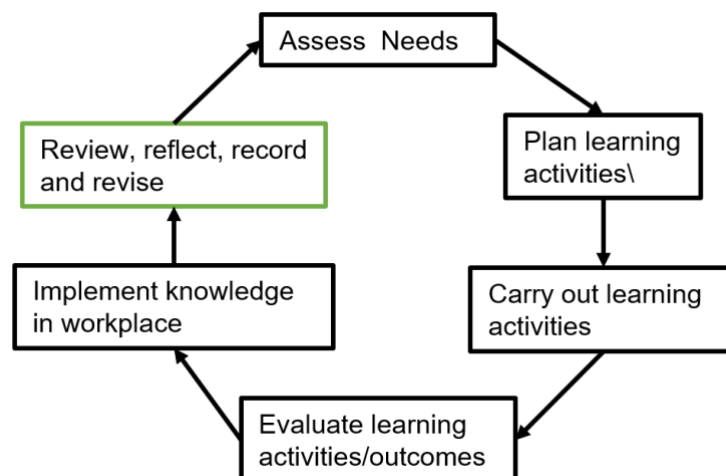 Assess  Needs
Plan learning
activities\
Carry out learning
activities
Evaluate learning
activities/outcomes
Implement knowledge
in workplace
Review, reflect, record
and revise